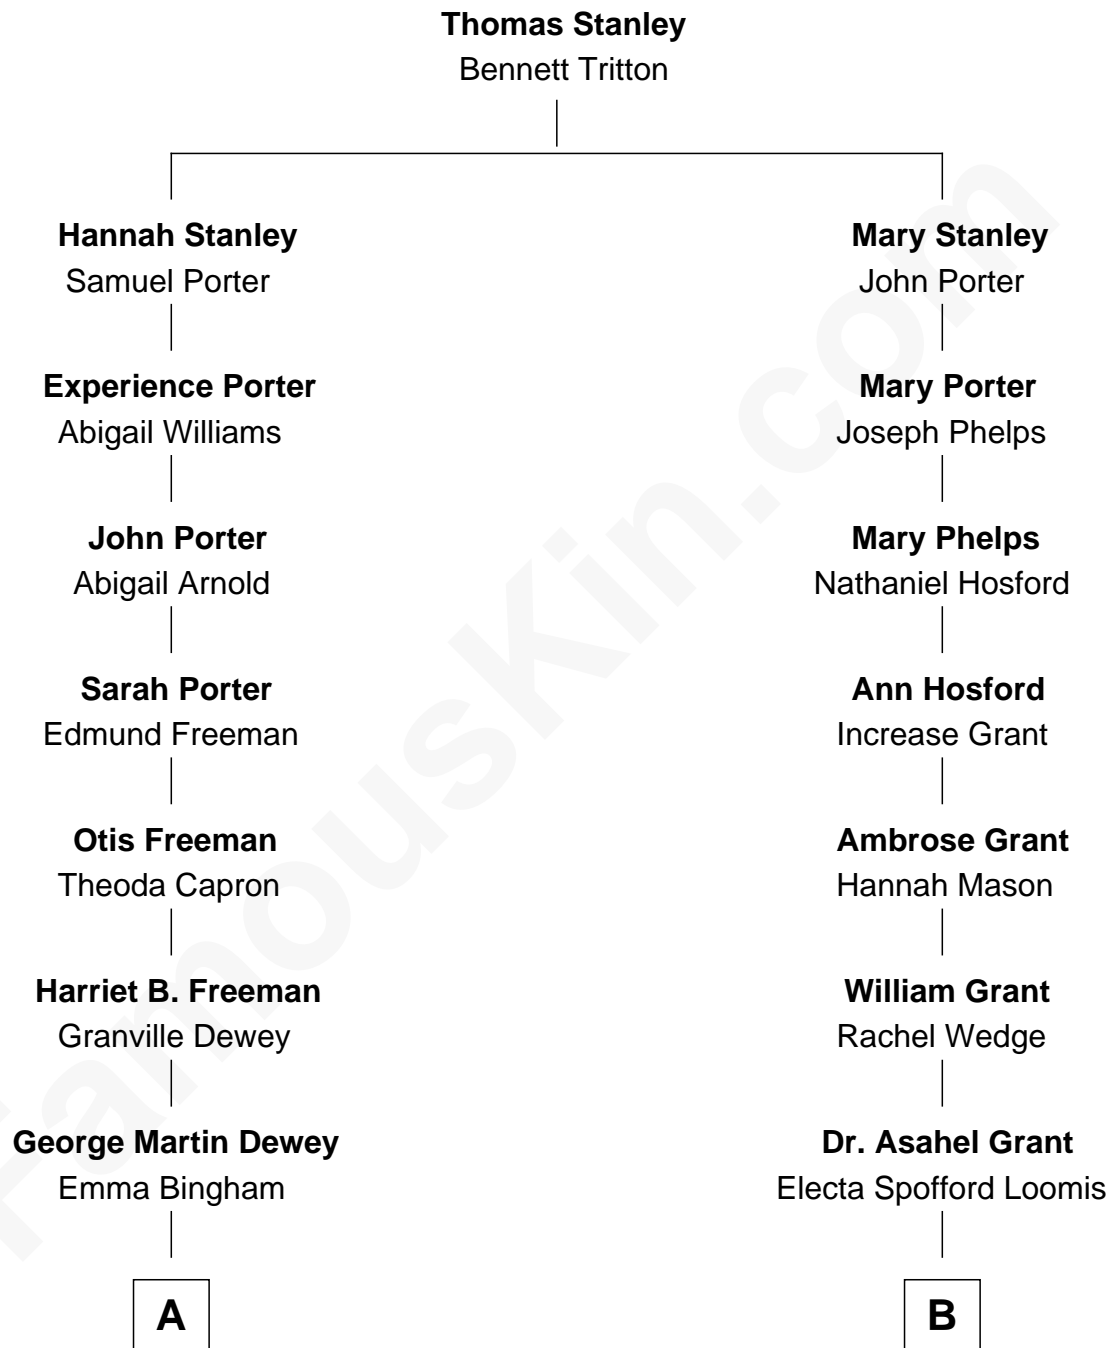 Thomas Stanley
Bennett Tritton
Hannah Stanley
Samuel Porter
Mary Stanley
John Porter
Experience Porter
Abigail Williams
Mary Porter
Joseph Phelps
John Porter
Abigail Arnold
Mary Phelps
Nathaniel Hosford
Sarah Porter
Edmund Freeman
Ann Hosford
Increase Grant
Otis Freeman
Theoda Capron
Ambrose Grant
Hannah Mason
Harriet B. Freeman
Granville Dewey
William Grant
Rachel Wedge
George Martin Dewey
Emma Bingham
Dr. Asahel Grant
Electa Spofford Loomis
A
B
FamousKin.com